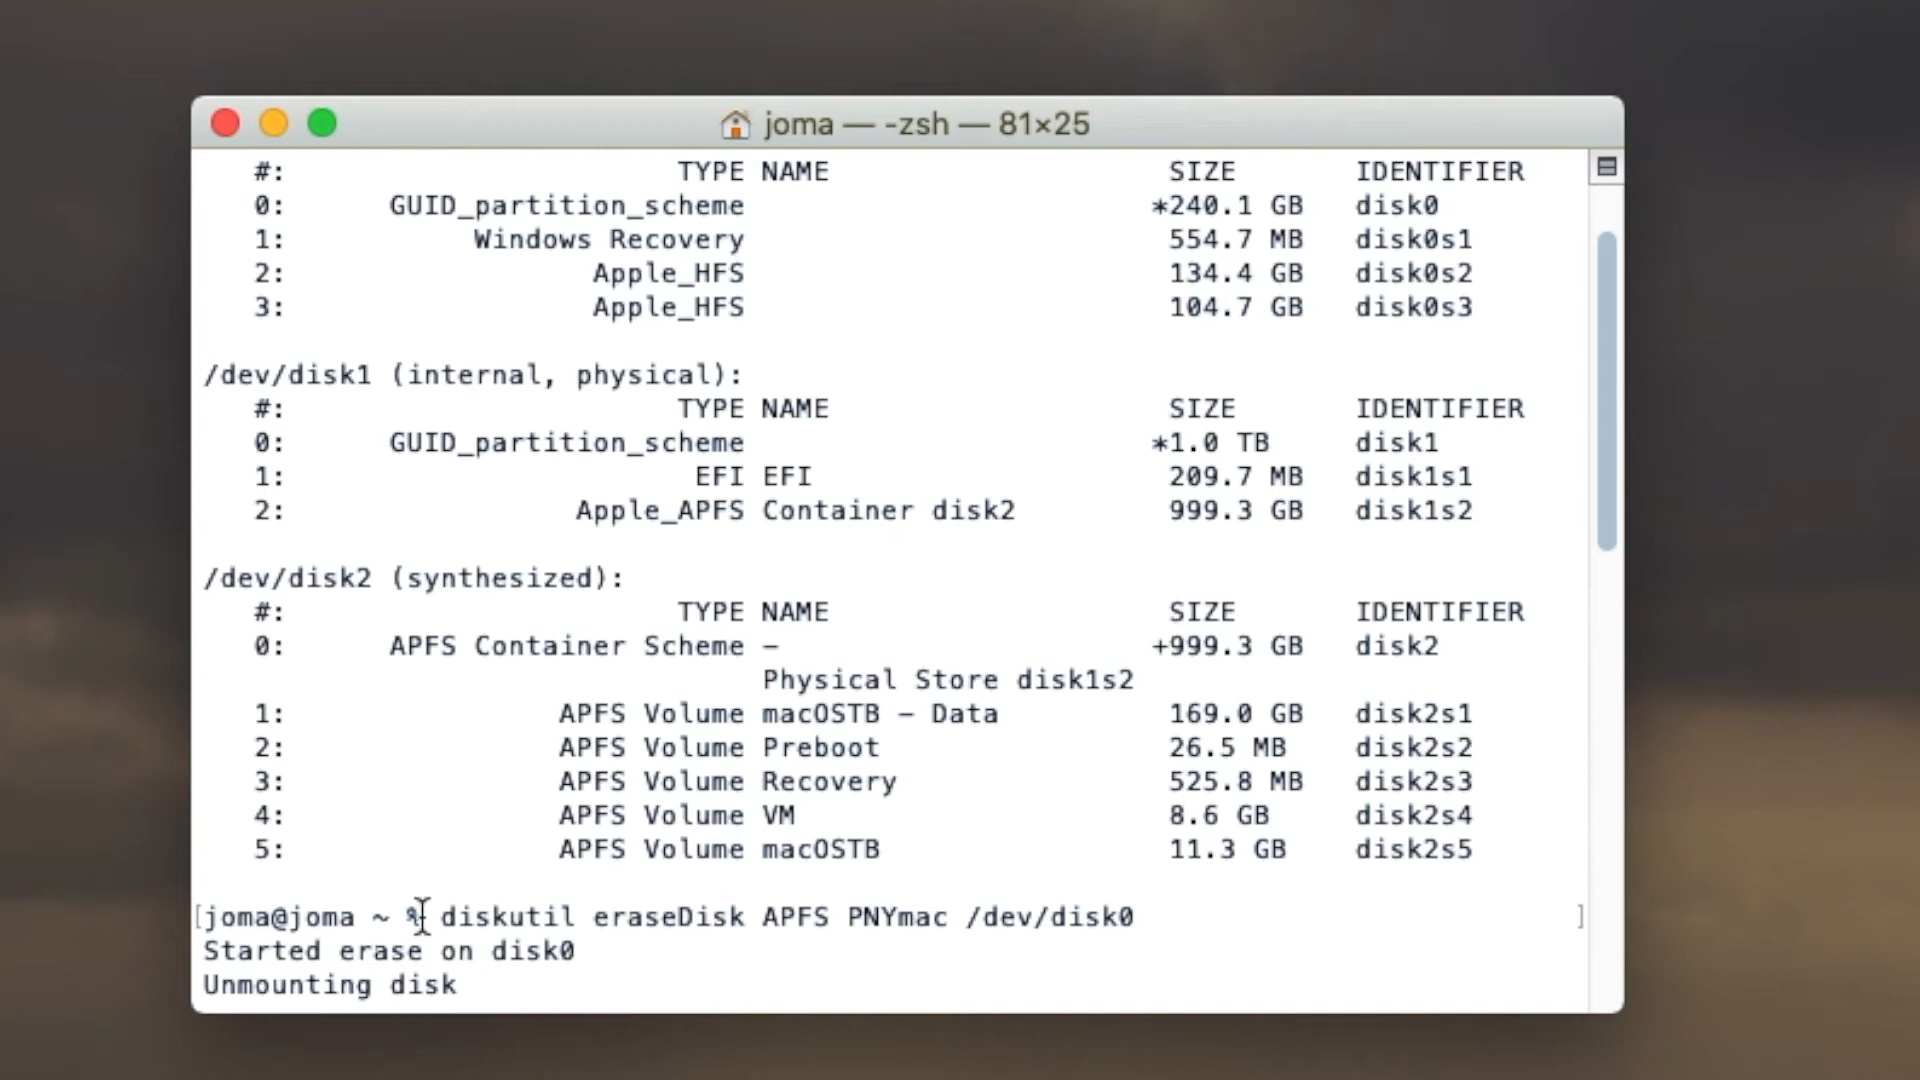 joma — -zsh — 81×25
#: TYPE NAME SIZE IDENTIFIER
0: GUID_partition_scheme *240.1 GB disk0
1: Windows Recovery 554.7 MB disk0s1
2: Apple_HFS 134.4 GB disk0s2
3: Apple_HFS 104.7 GB disk0s3
/dev/disk1 (internal, physical):
#: TYPE NAME SIZE IDENTIFIER
0: GUID_partition_scheme *1.0 TB disk1
1: EFI EFI 209.7 MB disk1s1
2: Apple_APFS Container disk2 999.3 GB disk1s2
/dev/disk2 (synthesized):
#: TYPE NAME SIZE IDENTIFIER
0: APFS Container Scheme - +999.3 GB disk2
Physical Store disk1s2
1: APFS Volume macOSTB - Data 169.0 GB disk2s1
2: APFS Volume Preboot 26.5 MB disk2s2
3: APFS Volume Recovery 525.8 MB disk2s3
4: APFS Volume VM 8.6 GB disk2s4
5: APFS Volume macOSTB 11.3 GB disk2s5
[joma@joma ~ % diskutil eraseDisk APFS PNYmac /dev/disk0 ]
Started erase on disk0
Unmounting disk